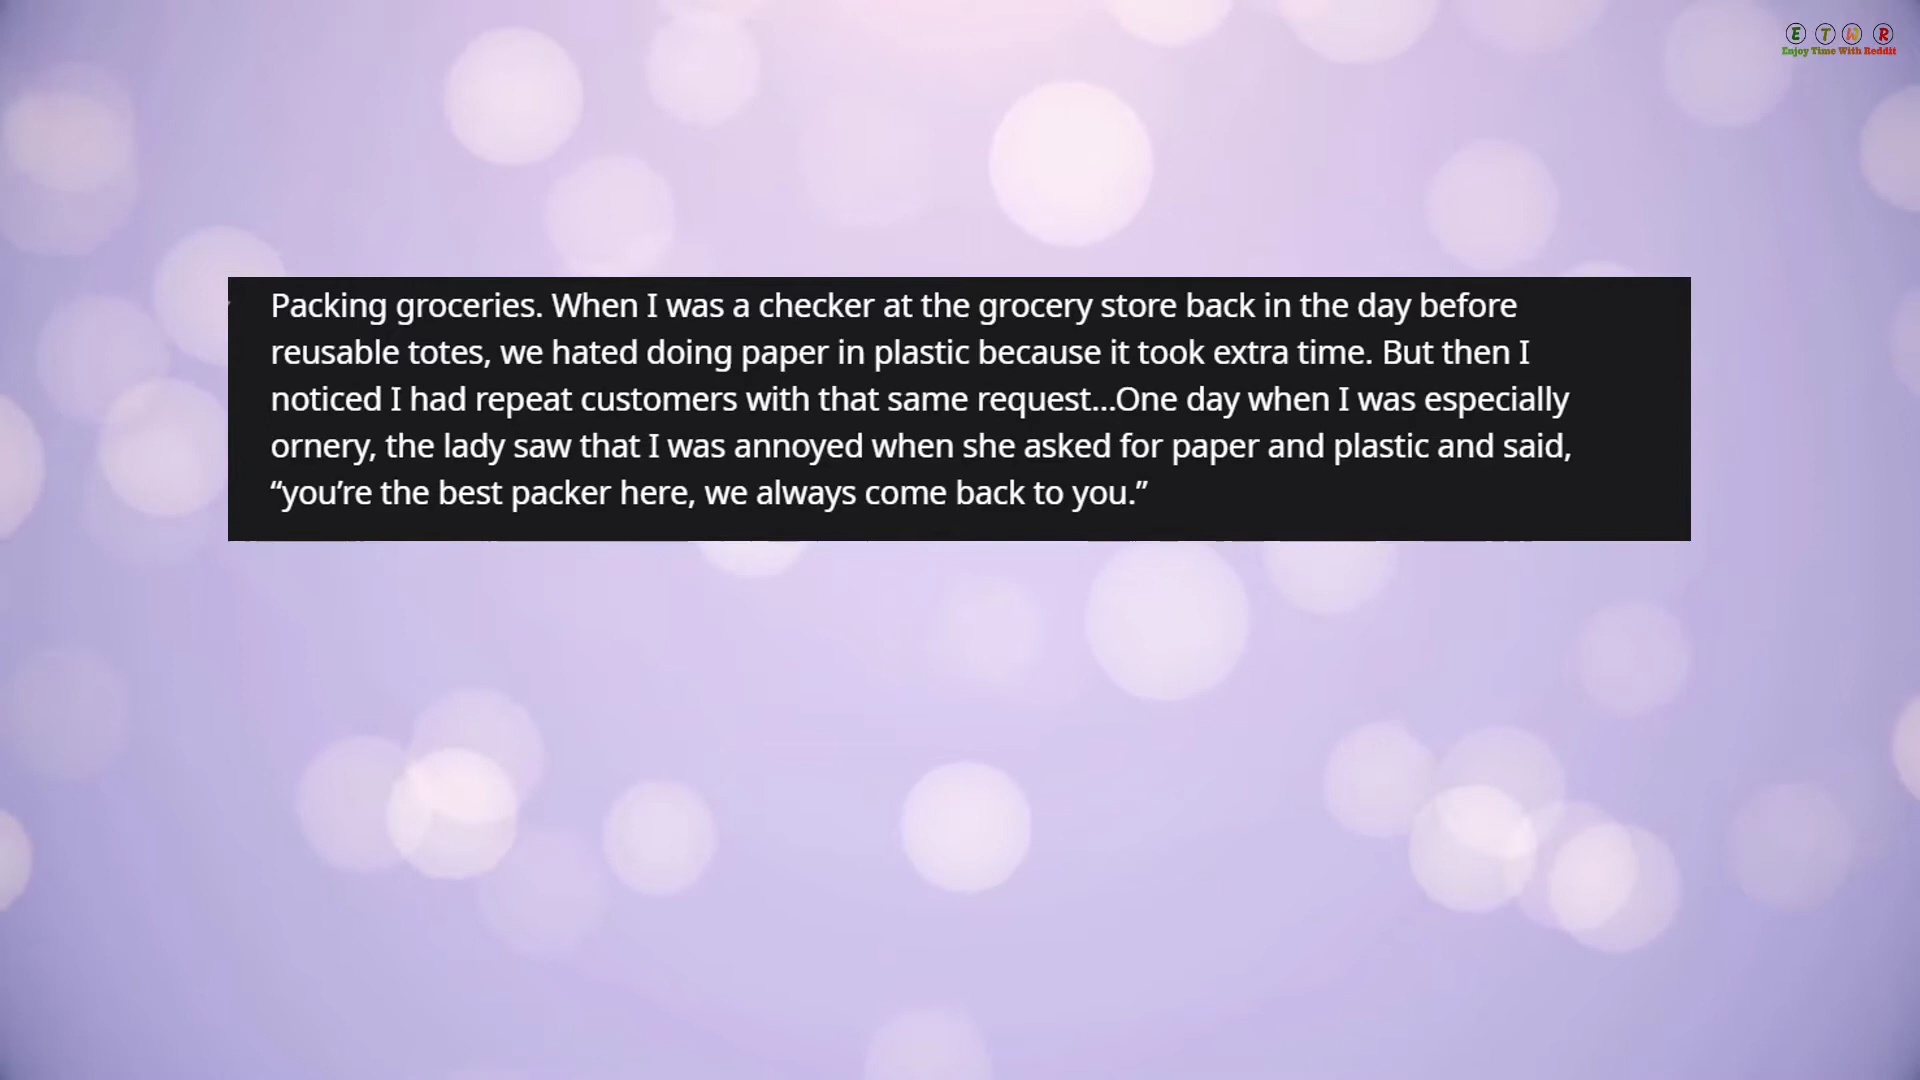 E T W R
Enjoy Time With Reddit
Packing groceries. When I was a checker at the grocery store back in the day before
reusable totes, we hated doing paper in plastic because it took extra time. But then I
noticed I had repeat customers with that same request...One day when I was especially
ornery, the lady saw that I was annoyed when she asked for paper and plastic and said,
“you’re the best packer here, we always come back to you.”